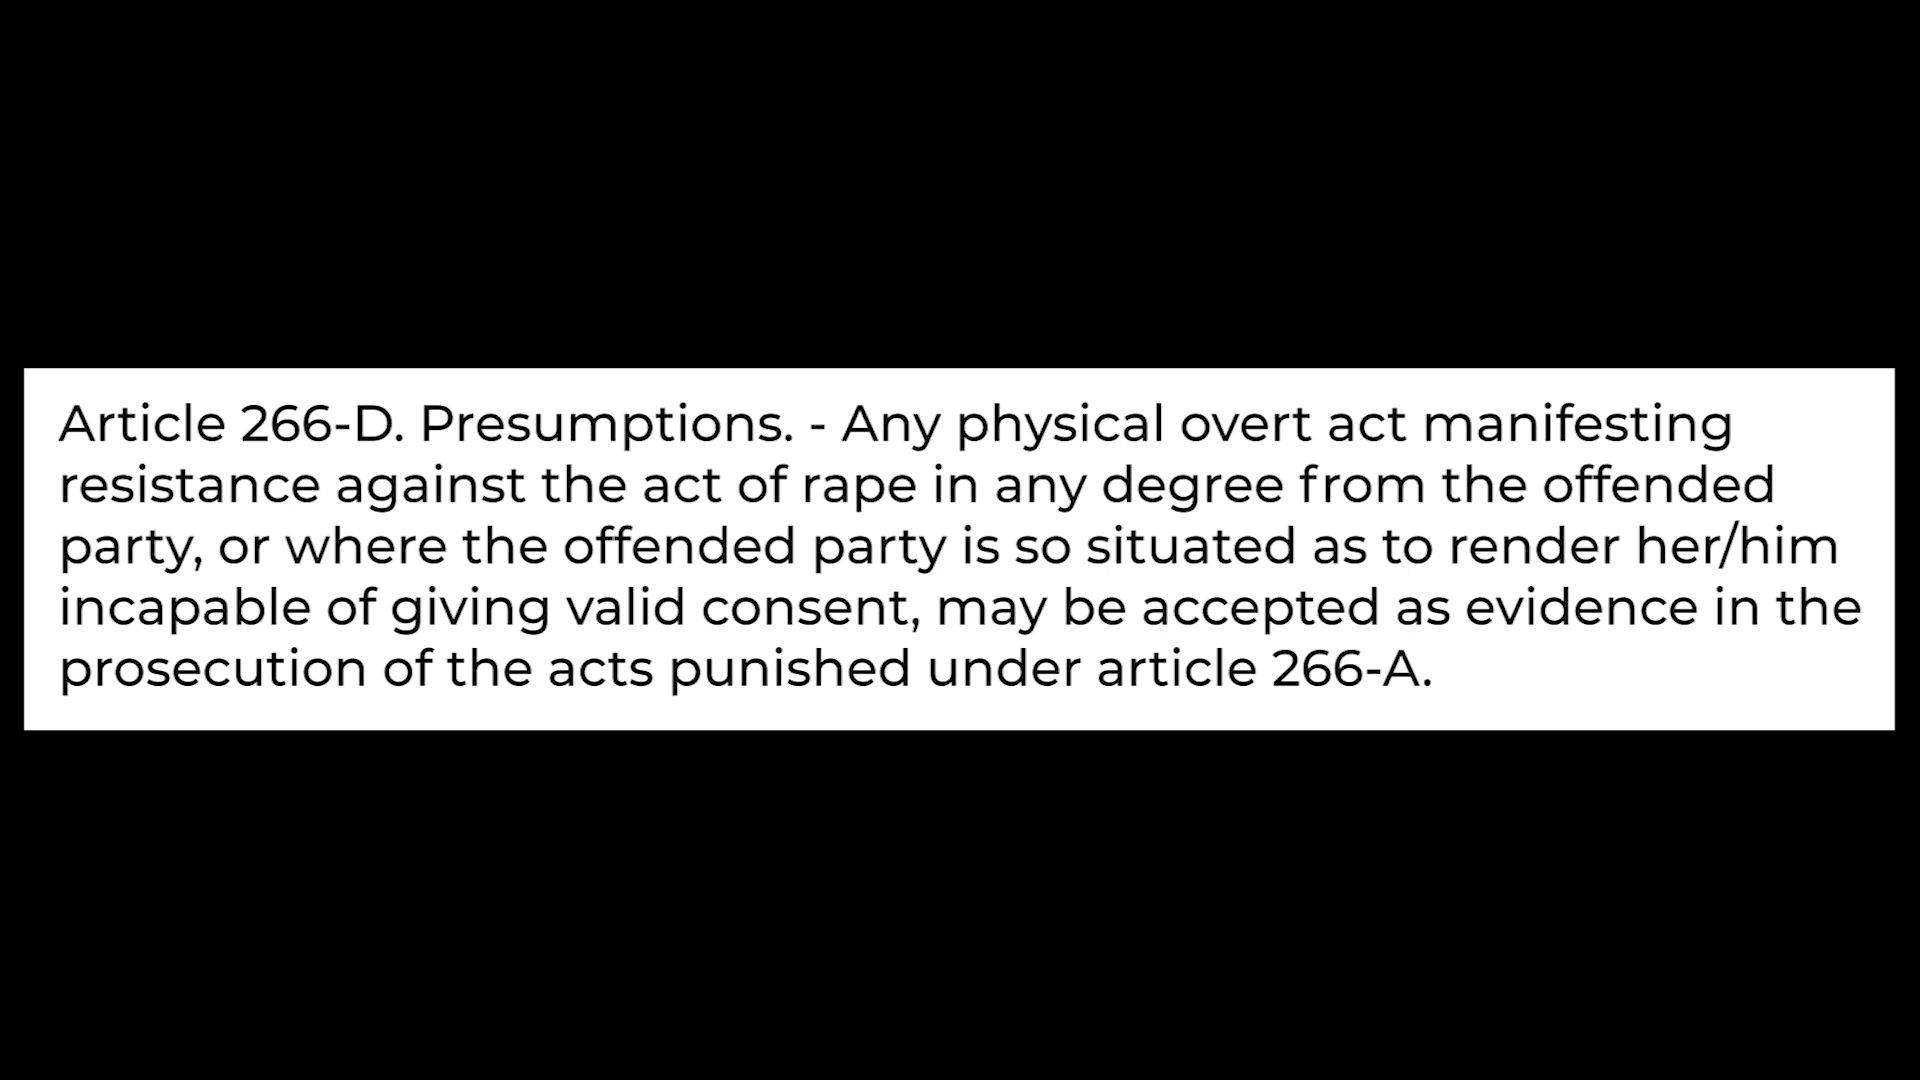 Article 266-D. Presumptions. - Any physical overt act manifesting
resistance against the act of rape in any degree from the offended
party, or where the offended party is so situated as to render her/him
incapable of giving valid consent, may be accepted as evidence in the
prosecution of the acts punished under article 266-A.